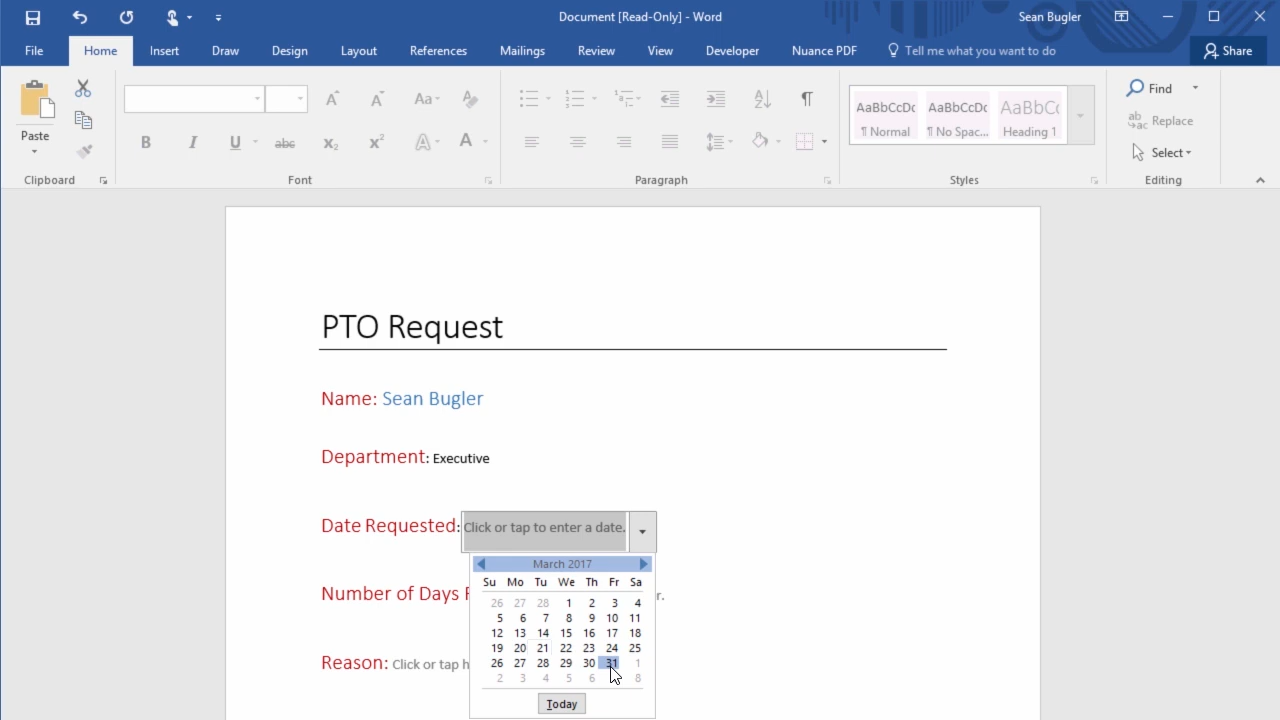 Document [Read-Only] - Word
Sean Bugler
File Home Insert Draw Design Layout References Mailings Review View Developer Nuance PDF Tell me what you want to do Share
Paste
Clipboard
Aa
B I U abc x₂ x² A A
Font
Paragraph
AaBbCcDc AaBbCcDc AaBbCc
¶ Normal ¶ No Spac... Heading 1
Styles
Find
Replace
Select
Editing
PTO Request
Name: Sean Bugler
Department: Executive
Date Requested: Click or tap to enter a date.
March 2017
Su Mo Tu We Th Fr Sa
26 27 28 1 2 3 4
5 6 7 8 9 10 11
12 13 14 15 16 17 18
19 20 21 22 23 24 25
26 27 28 29 30 31 1
2 3 4 5 6 8
Today
Number of Days r.
Reason: Click or tap h